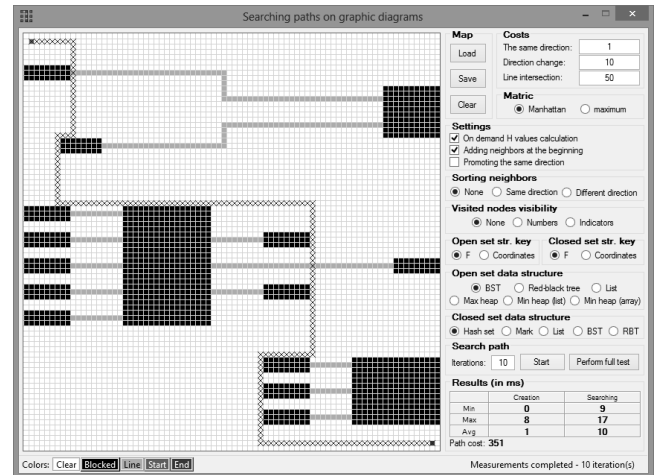 Searching paths on graphic diagrams
Map
Load
Save
Clear
Costs
The same direction: 1
Direction change: 10
Line intersection: 50
Matric
Manhattan maximum
Settings
On demand H values calculation
Adding neighbors at the beginning
Promoting the same direction
Sorting neighbors
None Same direction Different direction
Visited nodes visibility
None Numbers Indicators
Open set str. key Closed set str. key
F Coordinates F Coordinates
Open set data structure
BST Red-black tree List
Max heap Min heap (list) Min heap (array)
Closed set data structure
Hash set Mark List BST RBT
Search path
Iterations: 10 Start Perform full test
Results (in ms)
Creation Searching
Min 0 9
Max 8 17
Avg 1 10
Path cost: 351
Colors: Clear Blocked Line Start End
Measurements completed - 10 iteration(s)